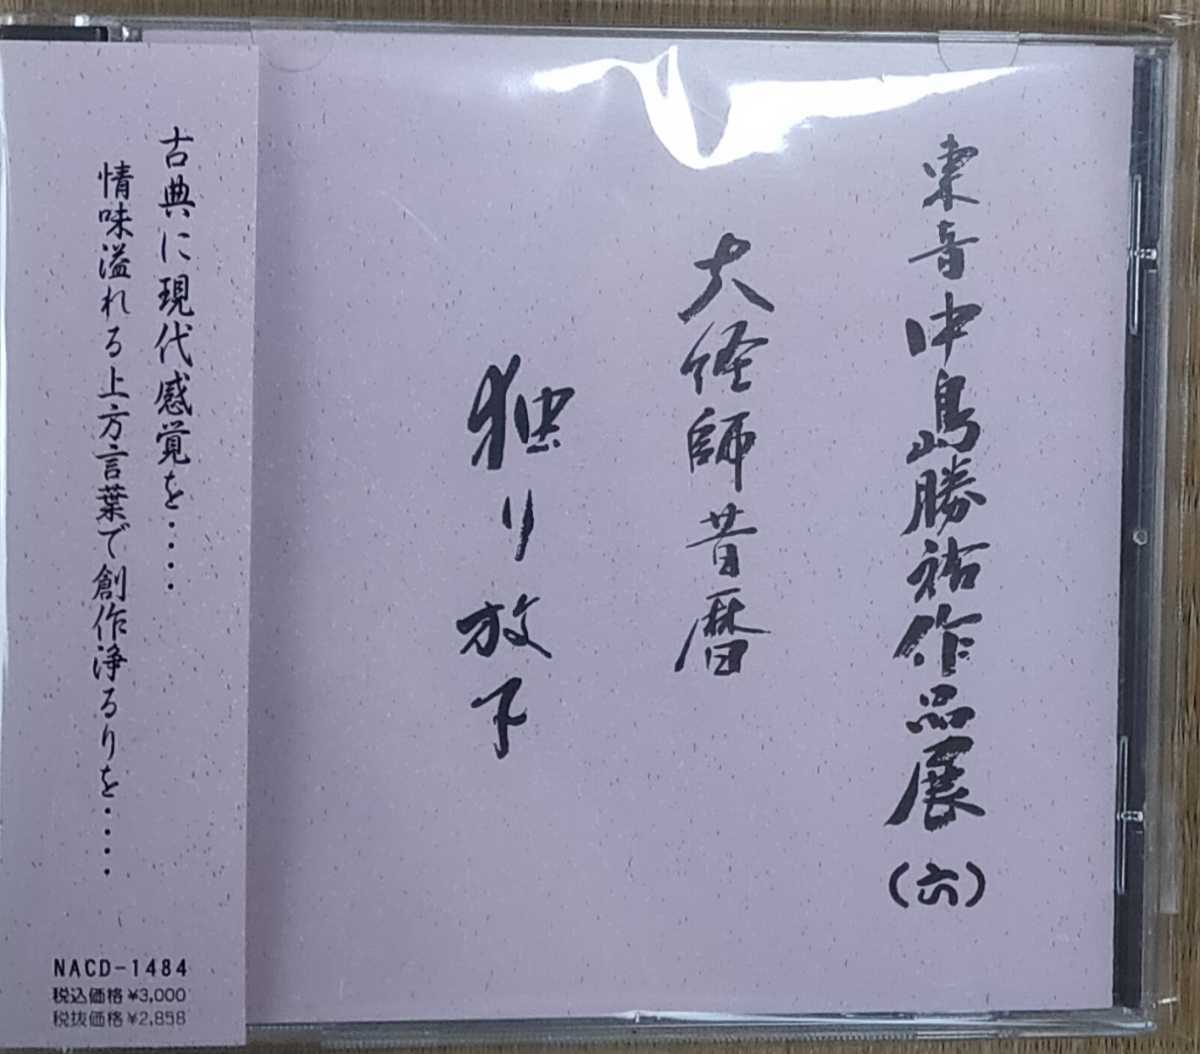 東音中島勝祐作品展(六)
大経師昔暦
独り放下
古典に現代感覚を・・・・
情味溢れる上方言葉で創作浄るりを・・・・
NACD-1484
税込価格¥3,000
税抜価格¥2,858